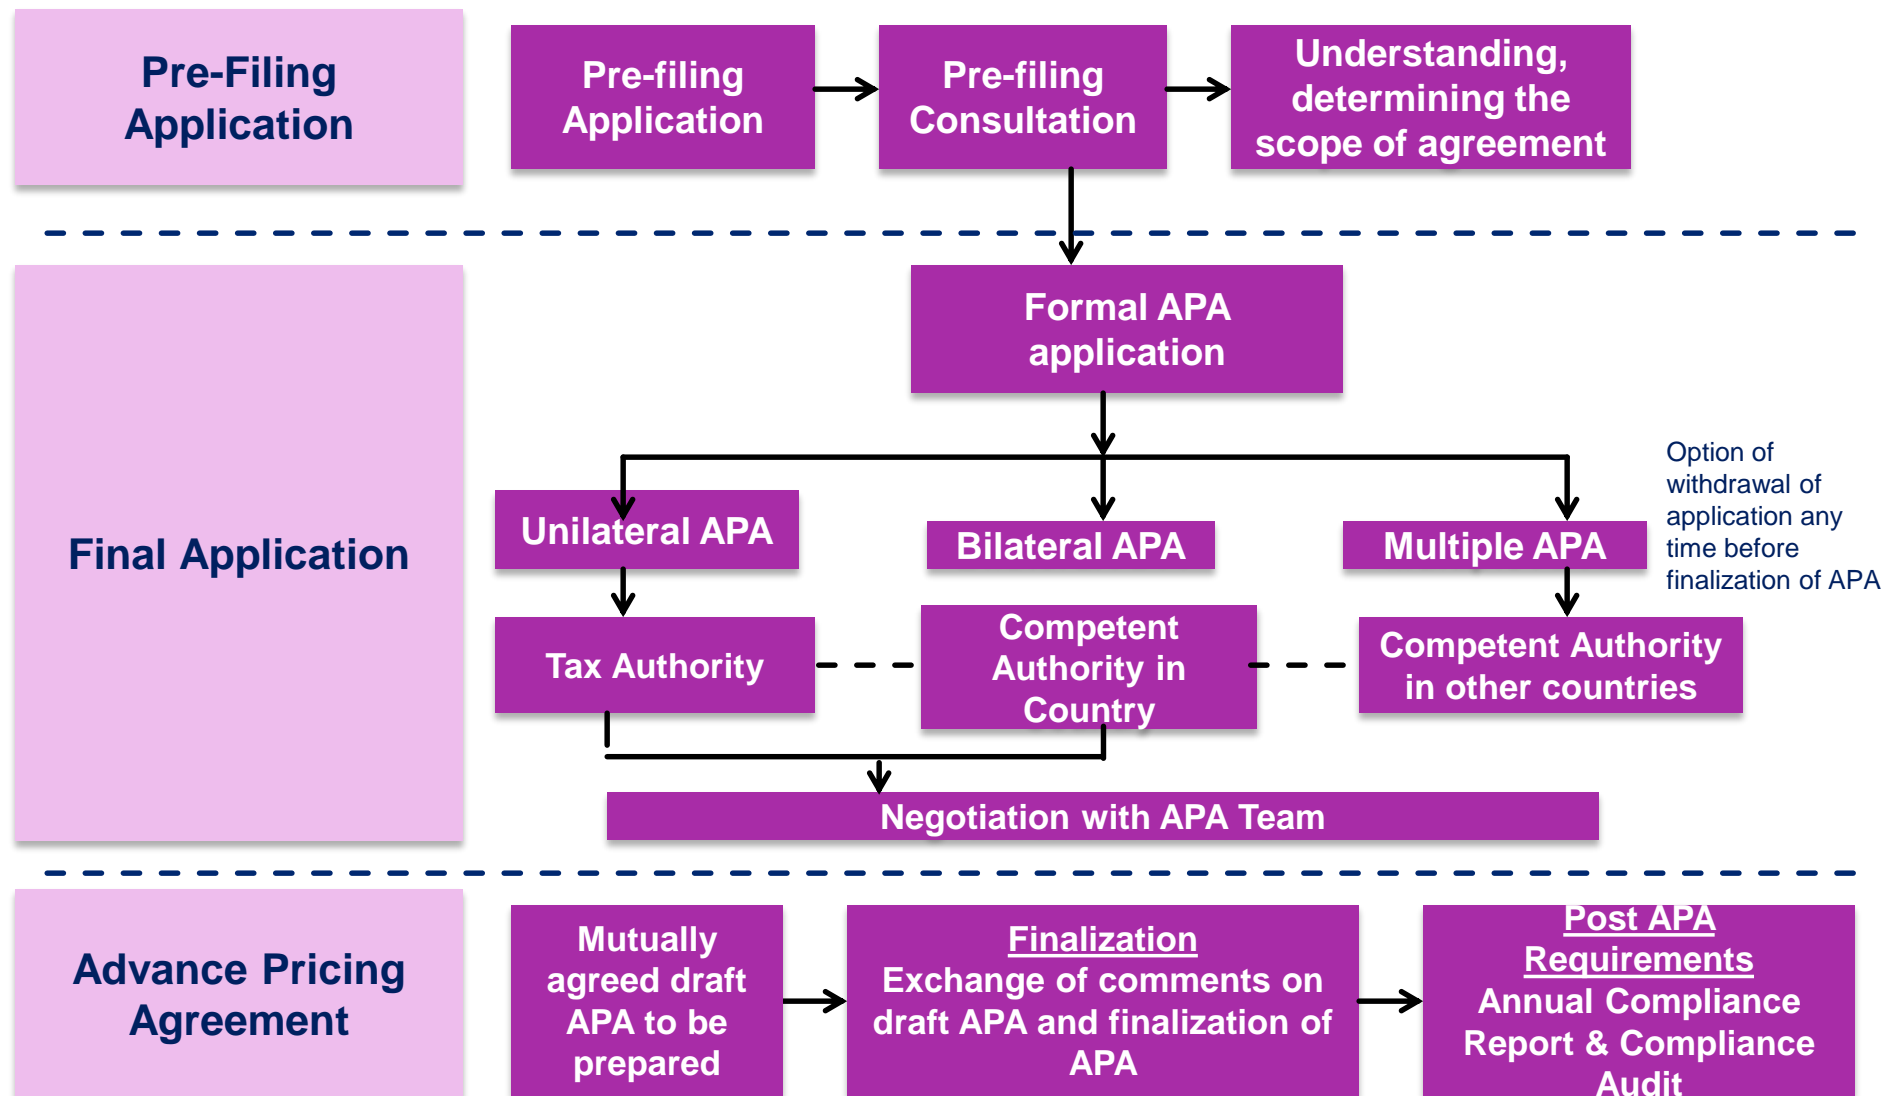 Pre-Filing
Application
Pre-filing
Application
Pre-filing
Consultation
Understanding,
determining the
scope of agreement
Final Application
Formal APA
application
Unilateral APA
Bilateral APA
Multiple APA
Option of
withdrawal of
application any
time before
finalization of APA
Tax Authority
Competent
Authority in
Country
Competent Authority
in other countries
Negotiation with APA Team
Advance Pricing
Agreement
Mutually
agreed draft
APA to be
prepared
Finalization
Exchange of comments on
draft APA and finalization of
APA
Post APA
Requirements
Annual Compliance
Report & Compliance
Audit